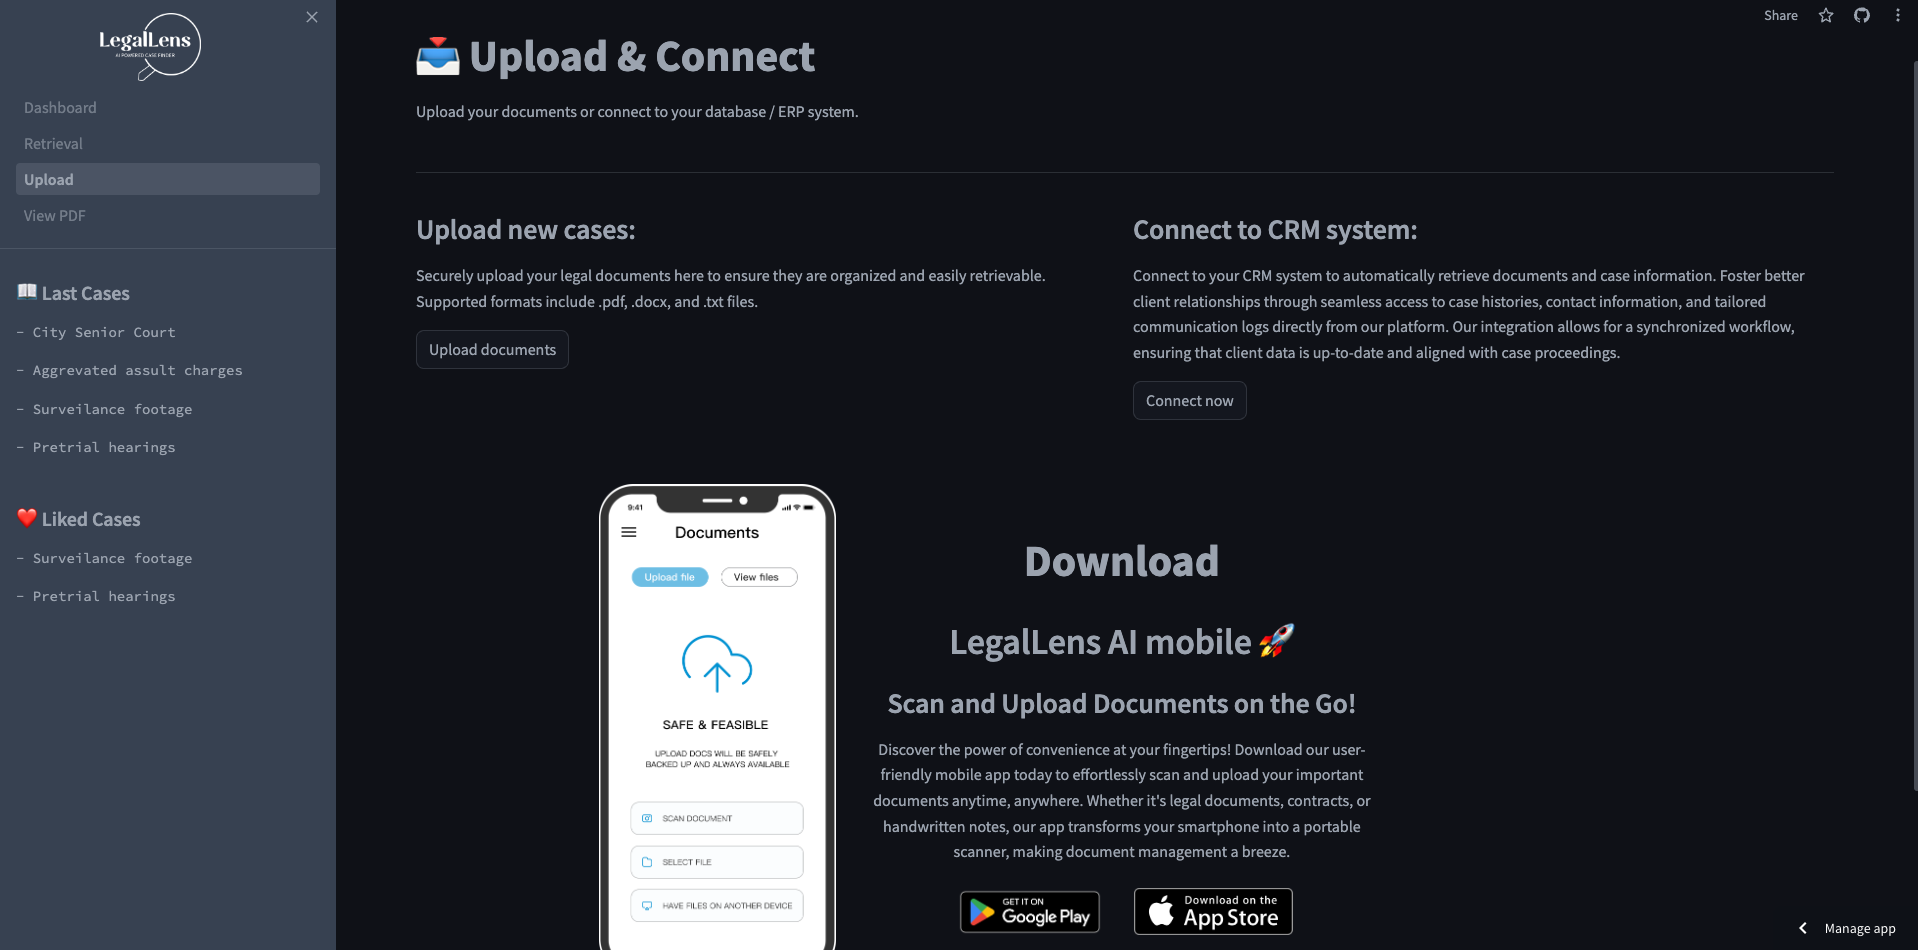 LegalLens
AI POWERED CASE FINDER
Dashboard
Retrieval
Upload
View PDF
Last Cases
- City Senior Court
- Aggrevated assult charges
- Surveilance footage
- Pretrial hearings
Liked Cases
- Surveilance footage
- Pretrial hearings
Share
Upload & Connect
Upload your documents or connect to your database / ERP system.
Upload new cases:
Securely upload your legal documents here to ensure they are organized and easily retrievable.
Supported formats include .pdf, .docx, and .txt files.
Upload documents
Connect to CRM system:
Connect to your CRM system to automatically retrieve documents and case information. Foster better
client relationships through seamless access to case histories, contact information, and tailored
communication logs directly from our platform. Our integration allows for a synchronized workflow,
ensuring that client data is up-to-date and aligned with case proceedings.
Connect now
9:41
Documents
Upload file
View files
SAFE & FEASIBLE
UPLOAD DOCS WILL BE SAFELY
BACKED UP AND ALWAYS AVAILABLE
SCAN DOCUMENT
SELECT FILE
HAVE FILES ON ANOTHER DEVICE
Download
LegalLens AI mobile
Scan and Upload Documents on the Go!
Discover the power of convenience at your fingertips! Download our user-
friendly mobile app today to effortlessly scan and upload your important
documents anytime, anywhere. Whether it's legal documents, contracts, or
handwritten notes, our app transforms your smartphone into a portable
scanner, making document management a breeze.
GET IT ON
Google Play
Download on the
App Store
Manage app